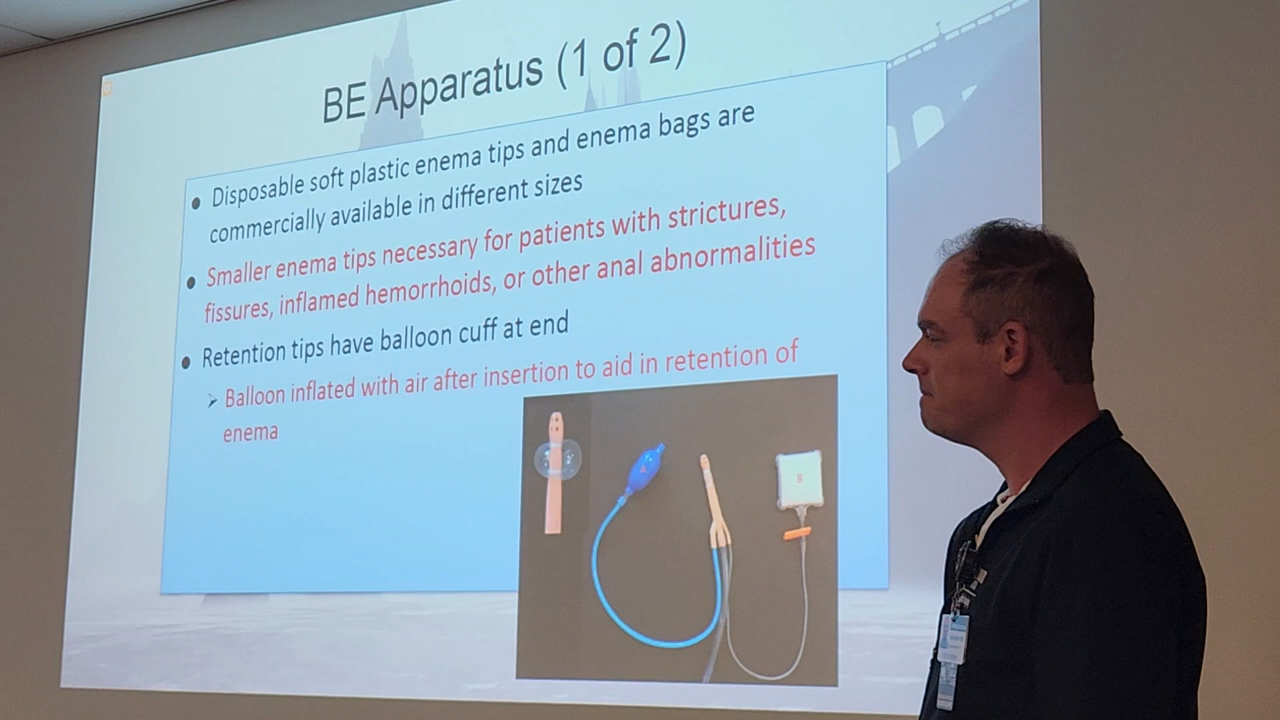 BE Apparatus (1 of 2)
Disposable soft plastic enema tips and enema bags are
commercially available in different sizes
Smaller enema tips necessary for patients with strictures,
fissures, inflamed hemorrhoids, or other anal abnormalities
Retention tips have balloon cuff at end
Balloon inflated with air after insertion to aid in retention of
enema
A
B